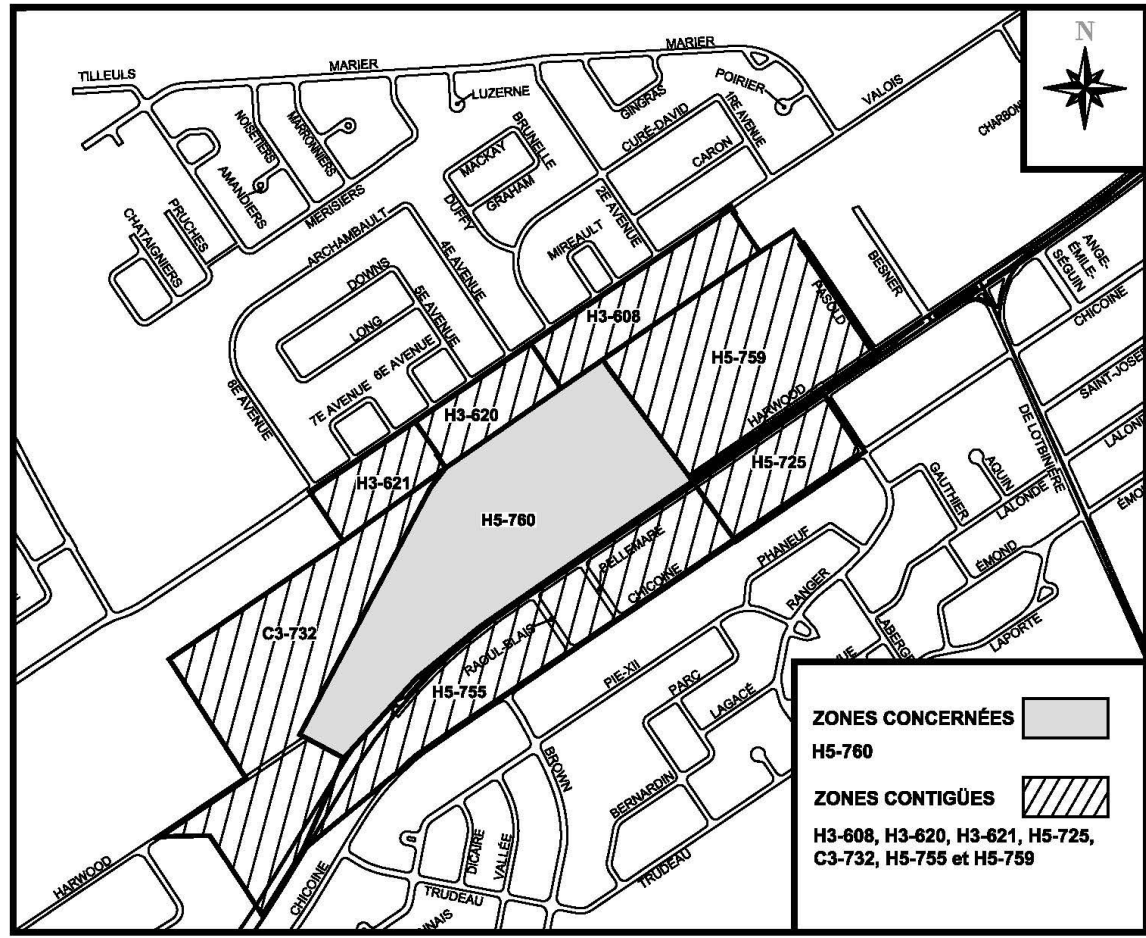 N
TILLEULS
MARIER
MARIER
LUZERNE
GINGRAS
POIRIER
VALOIS
NOISETIERS
MARRONNIERS
AMANDIERS
MERISIERS
PRUCHES
CHATAIGNIERS
MACKAY
BRUNELLE
GRAHAM
DUFFY
CURÉ-DAVID
1RE AVENUE
CARON
2E AVENUE
MIREAULT
ARCHAMBAULT
4E AVENUE
DOWNS
LONG
5E AVENUE
6E AVENUE
7E AVENUE
8E AVENUE
BESNER
ANGE-
ÉMILE-
SÉGUIN
CHICOINE
LALONDE
DE LOTBINIÈRE
HARWOOD
H3-608
H5-759
H3-620
H3-621
H5-725
H5-760
C3-732
H5-755
BELLEMARE
CHICOINE
RAOUL-BLAIS
GAUTHIER
AQUIN
LALONDE
ÉMOND
LAPORTE
PHANEUF
RANGER
PIE-XII
PARC
LAGACÉ
BERNARDIN
BROWN
DICAIRE
VALLÉE
TRUDEAU
TRUDEAU
HARWOOD
CHICOINE
ZONES CONCERNÉES
H5-760
ZONES CONTIGÜES
H3-608, H3-620, H3-621, H5-725,
C3-732, H5-755 et H5-759